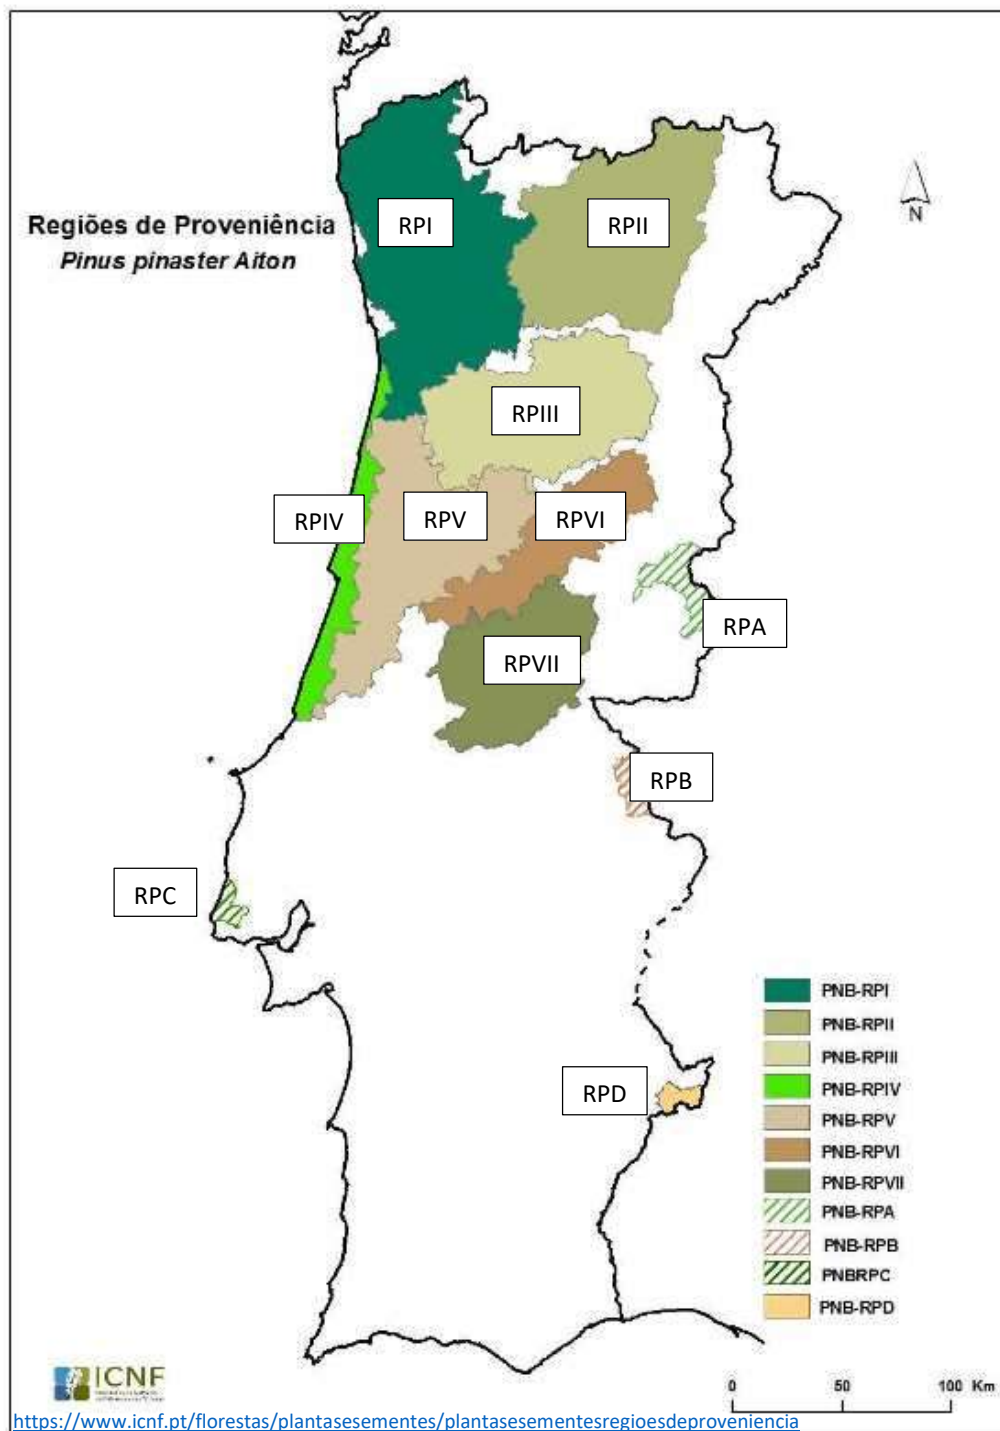 Regiões de Proveniência
Pinus pinaster Aiton
N
RPI
RPII
RPIII
RPIV
RPV
RPVI
RPA
RPVII
RPB
RPC
RPD
PNB-RPI
PNB-RPII
PNB-RPIII
PNB-RPIV
PNB-RPV
PNB-RPVI
PNB-RPVII
PNB-RPA
PNB-RPB
PNBRPC
PNB-RPD
ICNF
0 50 100 Km
https://www.icnf.pt/florestas/plantasesementes/plantasesementesregioesdeproveniencia